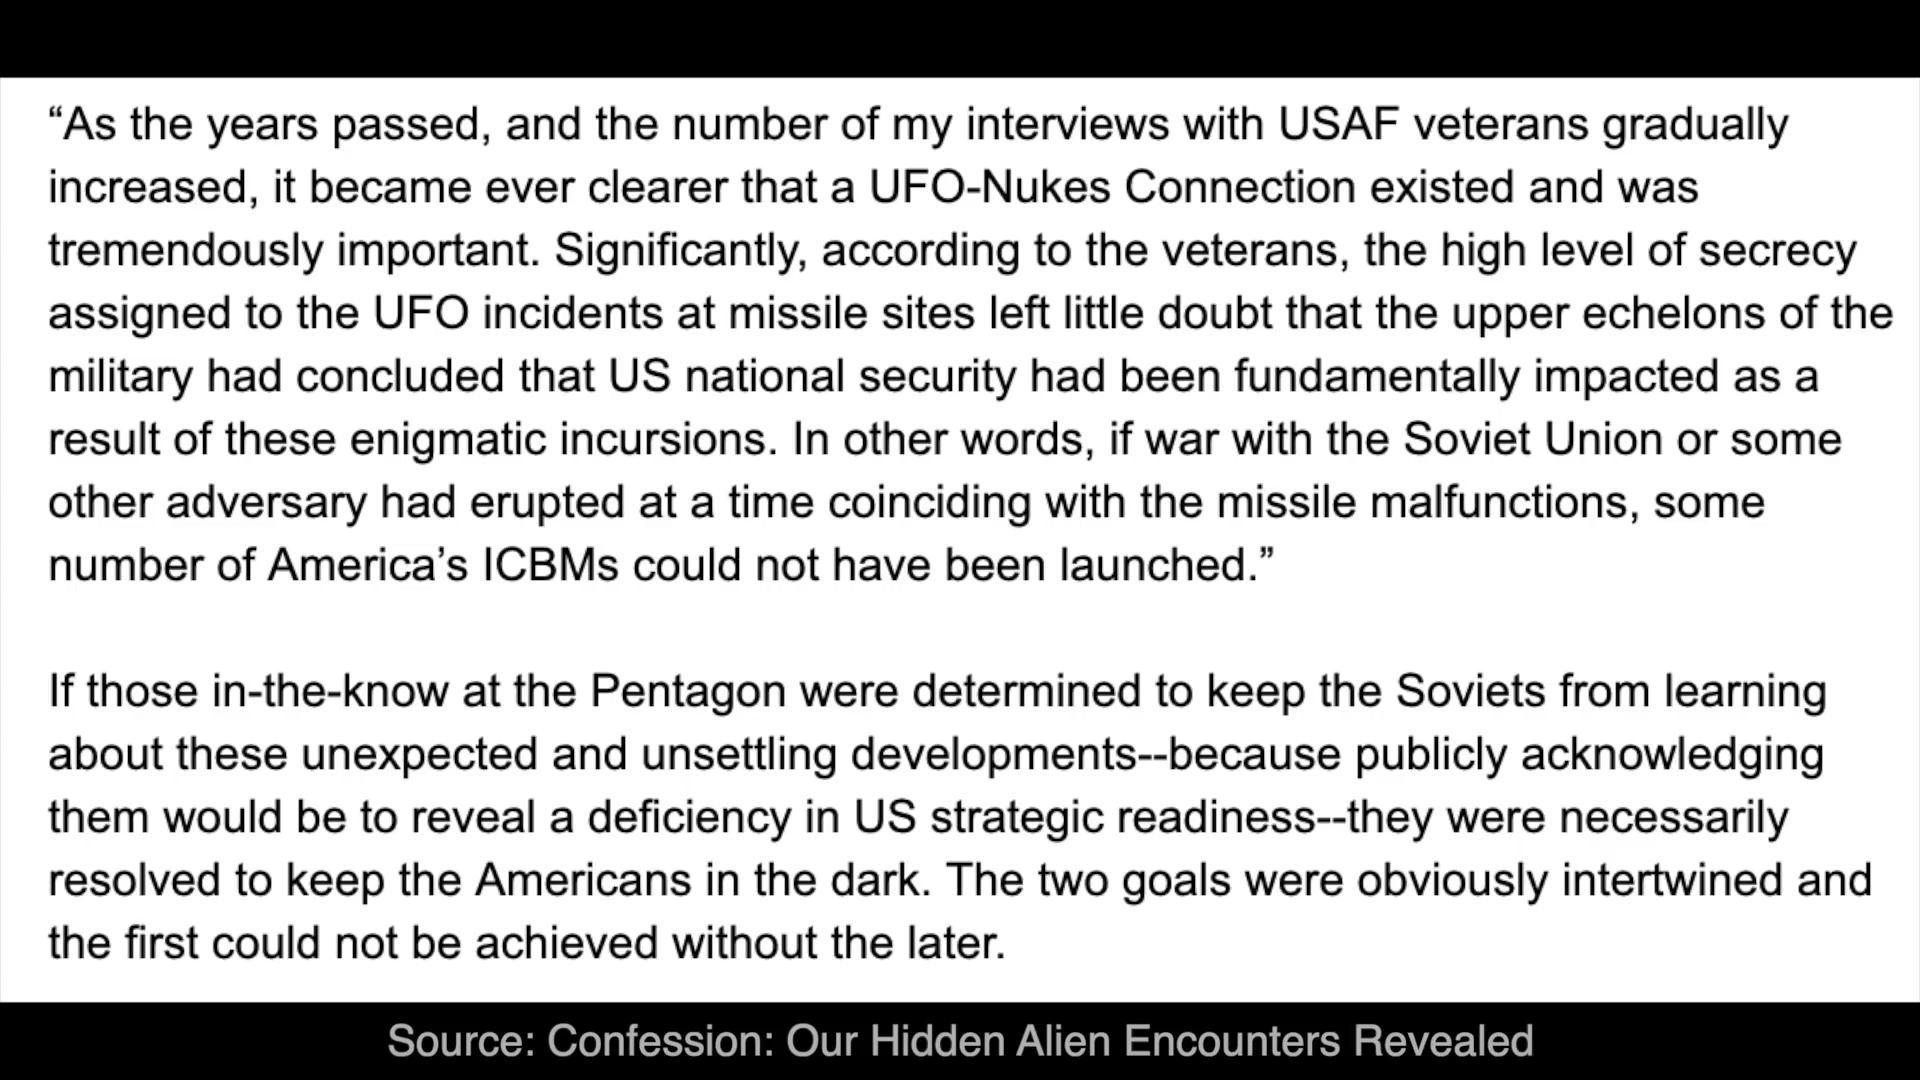 “As the years passed, and the number of my interviews with USAF veterans gradually
increased, it became ever clearer that a UFO-Nukes Connection existed and was
tremendously important. Significantly, according to the veterans, the high level of secrecy
assigned to the UFO incidents at missile sites left little doubt that the upper echelons of the
military had concluded that US national security had been fundamentally impacted as a
result of these enigmatic incursions. In other words, if war with the Soviet Union or some
other adversary had erupted at a time coinciding with the missile malfunctions, some
number of America’s ICBMs could not have been launched.”
If those in-the-know at the Pentagon were determined to keep the Soviets from learning
about these unexpected and unsettling developments--because publicly acknowledging
them would be to reveal a deficiency in US strategic readiness--they were necessarily
resolved to keep the Americans in the dark. The two goals were obviously intertwined and
the first could not be achieved without the later.
Source: Confession: Our Hidden Alien Encounters Revealed